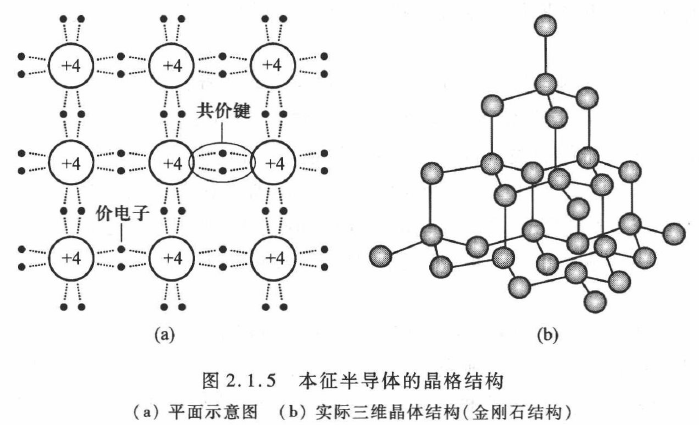 +4 +4 +4
共价键
+4 +4 +4
价电子
+4 +4 +4
(a) (b)
图 2.1.5 本征半导体的晶格结构
(a) 平面示意图 (b) 实际三维晶体结构(金刚石结构)